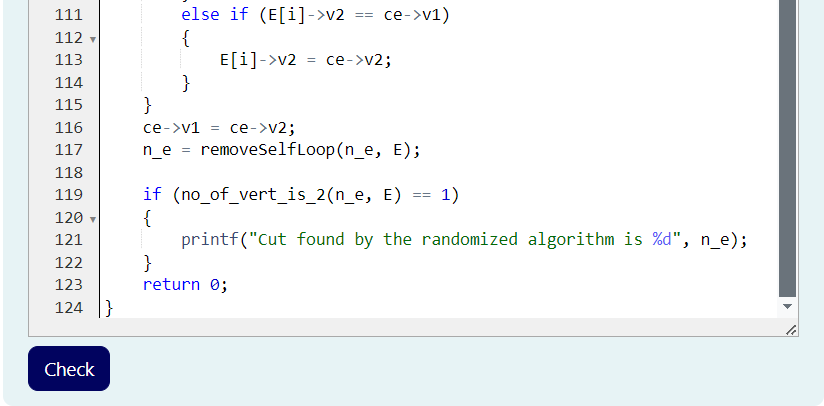 111 else if (E[i]->v2 == ce->v1)
112 {
113 E[i]->v2 = ce->v2;
114 }
115 }
116 ce->v1 = ce->v2;
117 n_e = removeSelfLoop(n_e, E);
118
119 if (no_of_vert_is_2(n_e, E) == 1)
120 {
121 printf("Cut found by the randomized algorithm is %d", n_e);
122 }
123 return 0;
124 }
Check